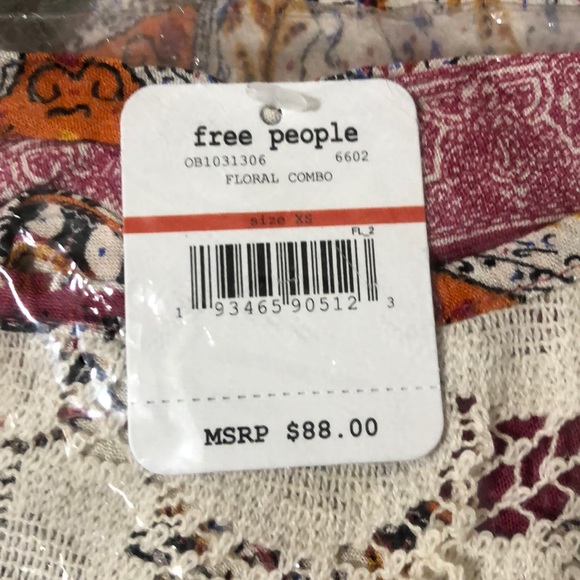 free people
OB1031306 6602
FLORAL COMBO
size XS
FL_2
1 93465 90512 3
MSRP $88.00